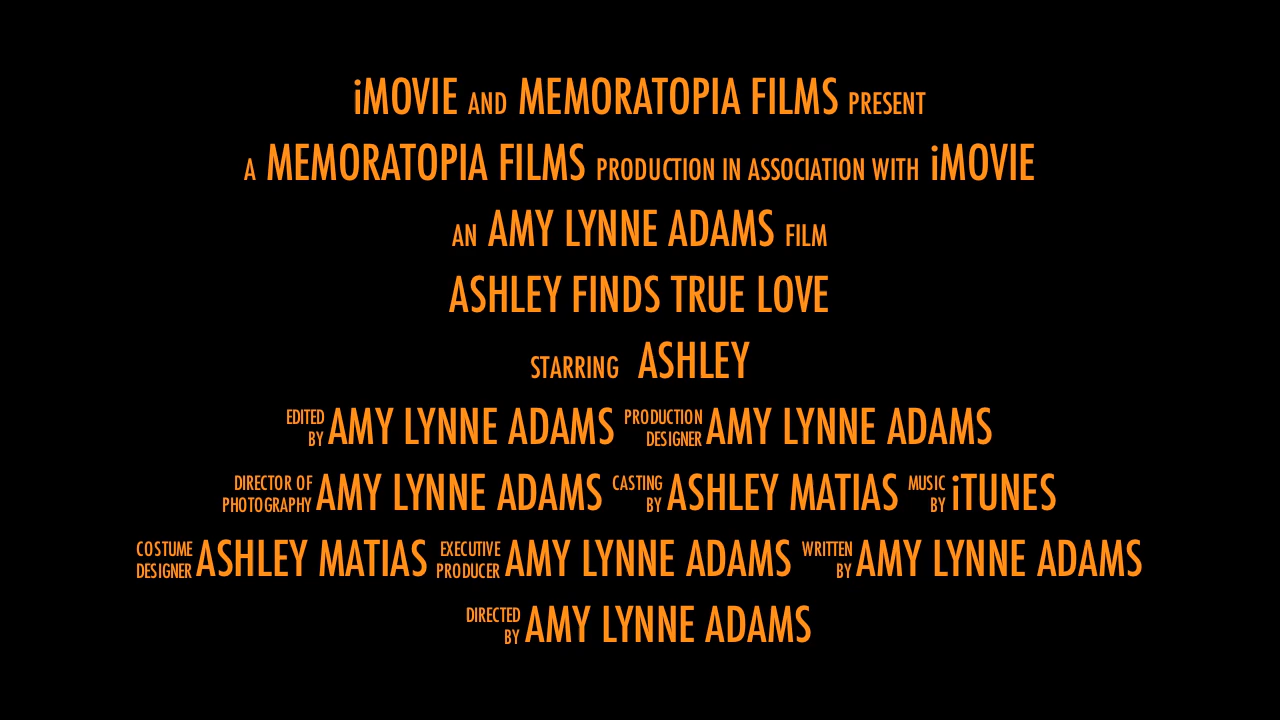 iMOVIE AND MEMORATOPIA FILMS PRESENT
A MEMORATOPIA FILMS PRODUCTION IN ASSOCIATION WITH iMOVIE
AN AMY LYNNE ADAMS FILM
ASHLEY FINDS TRUE LOVE
STARRING ASHLEY
EDITED BY AMY LYNNE ADAMS PRODUCTION DESIGNER AMY LYNNE ADAMS
DIRECTOR OF PHOTOGRAPHY AMY LYNNE ADAMS CASTING BY ASHLEY MATIAS MUSIC BY iTUNES
COSTUME DESIGNER ASHLEY MATIAS EXECUTIVE PRODUCER AMY LYNNE ADAMS WRITTEN BY AMY LYNNE ADAMS
DIRECTED BY AMY LYNNE ADAMS